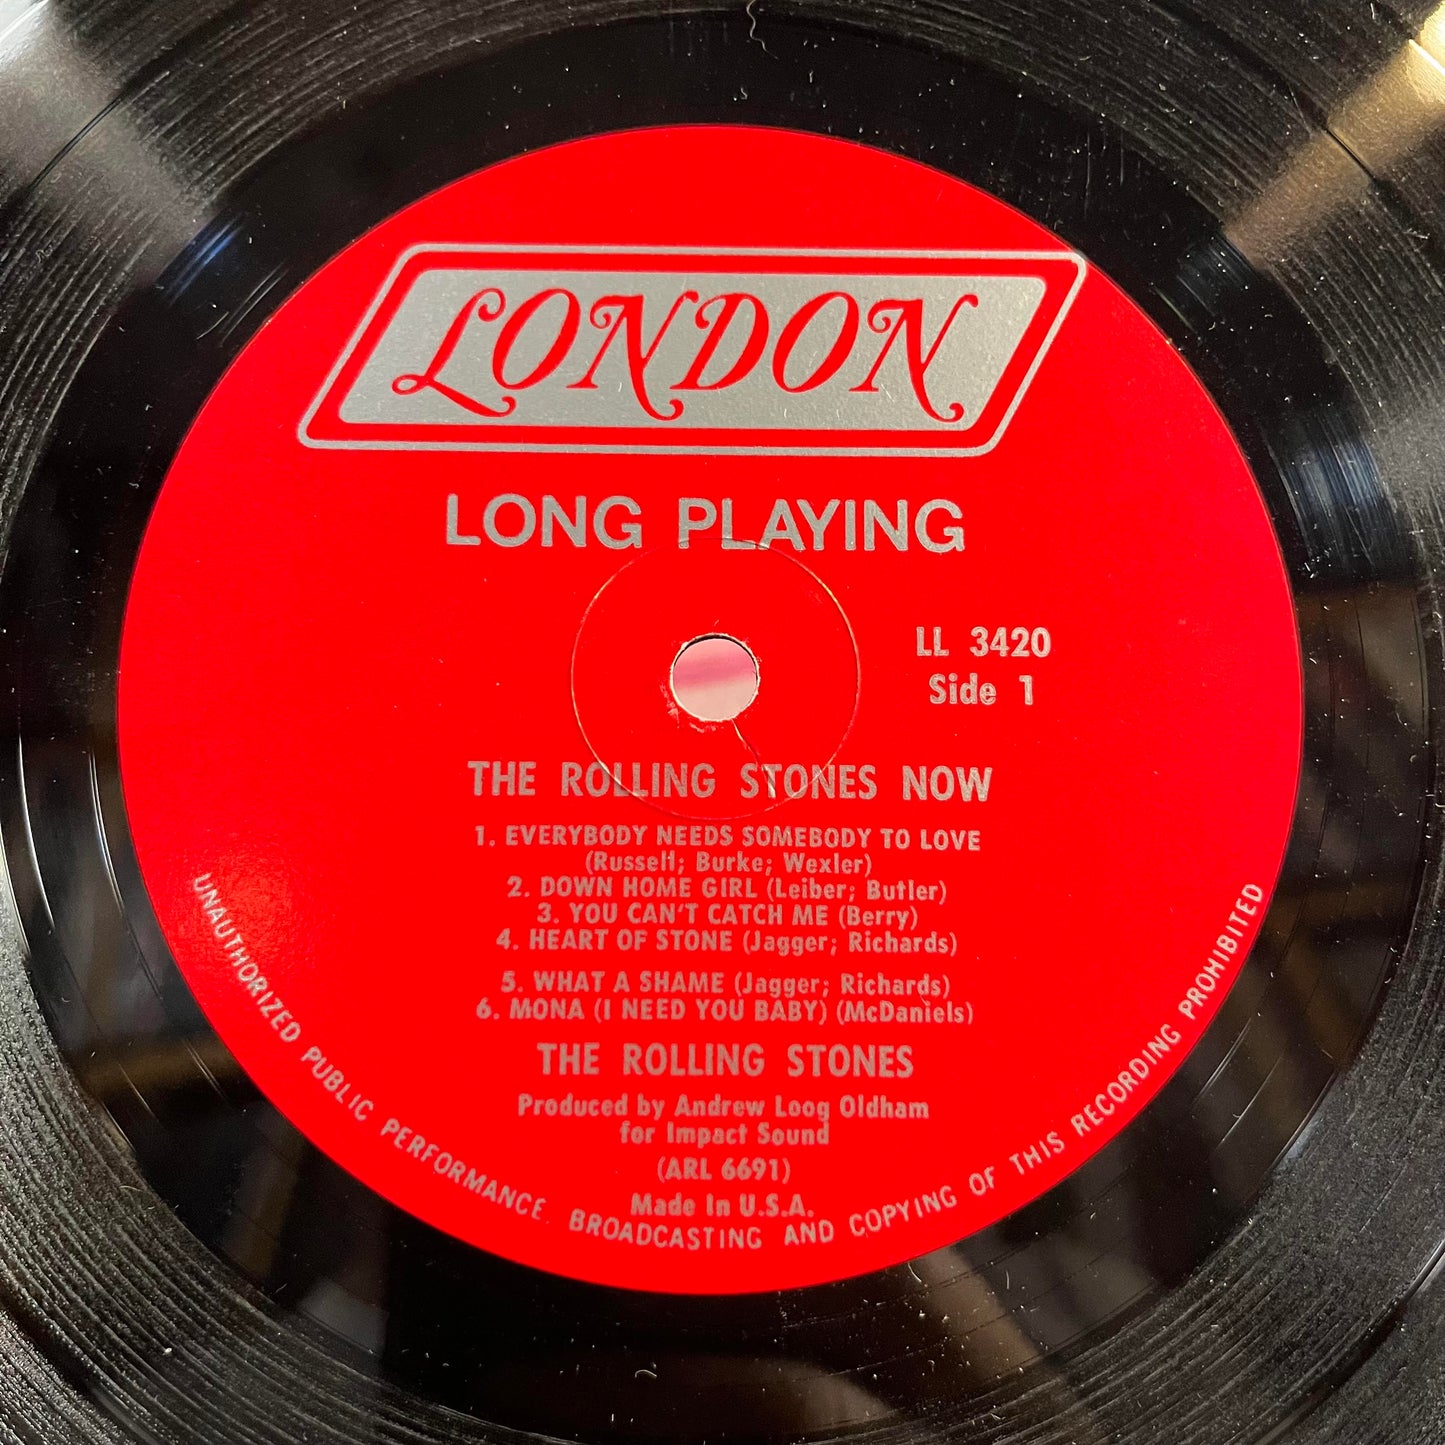 LONDON
LONG PLAYING
LL 3420
Side 1
THE ROLLING STONES NOW
1. EVERYBODY NEEDS SOMEBODY TO LOVE
(Russell; Burke; Wexler)
2. DOWN HOME GIRL (Leiber; Butler)
3. YOU CAN'T CATCH ME (Berry)
4. HEART OF STONE (Jagger; Richards)
5. WHAT A SHAME (Jagger; Richards)
6. MONA (I NEED YOU BABY) (McDaniels)
THE ROLLING STONES
Produced by Andrew Loog Oldham
for Impact Sound
(ARL 6691)
Made In U.S.A.
UNAUTHORIZED PUBLIC PERFORMANCE. BROADCASTING AND COPYING OF THIS RECORDING PROHIBITED